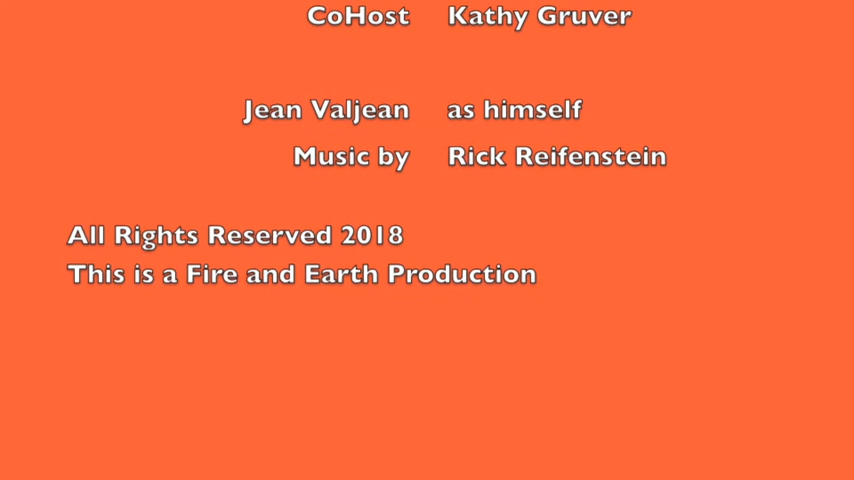 CoHost Kathy Gruver
Jean Valjean as himself
Music by Rick Reifenstein
All Rights Reserved 2018
This is a Fire and Earth Production